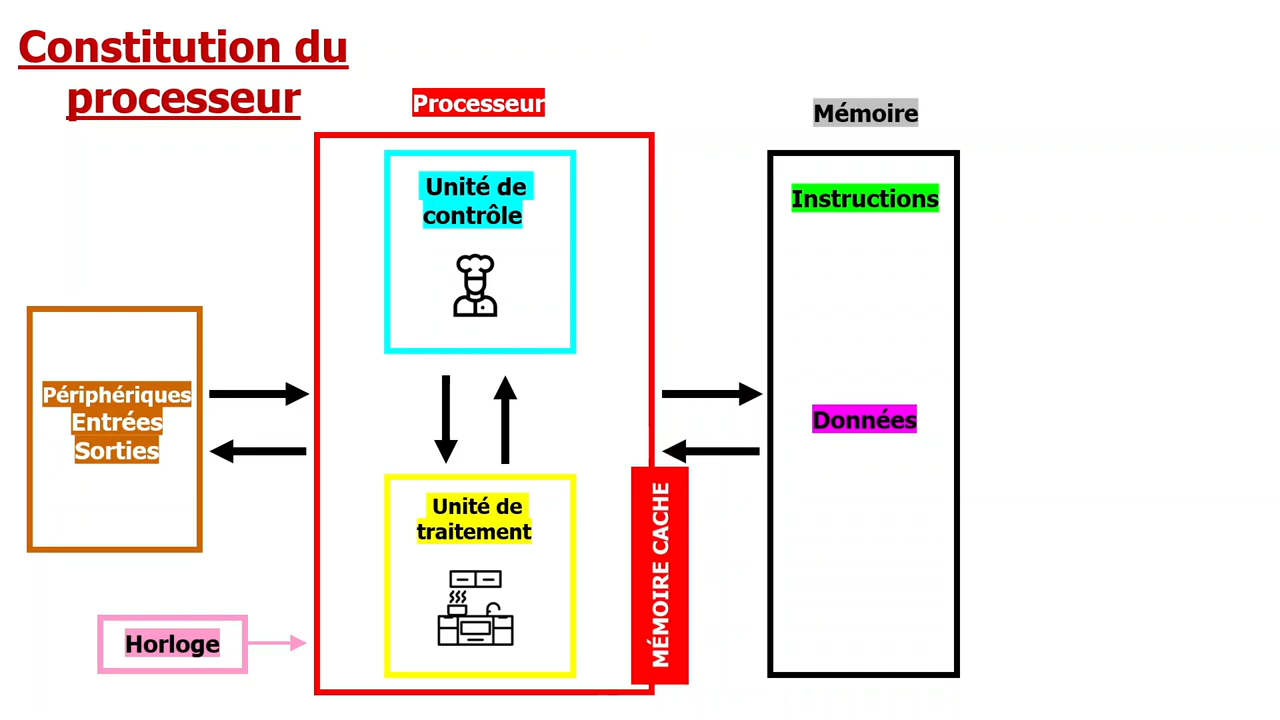 Constitution du
processeur
Processeur
Mémoire
Unité de
contrôle
Instructions
Périphériques
Entrées
Sorties
Données
Unité de
traitement
MÉMOIRE CACHE
Horloge